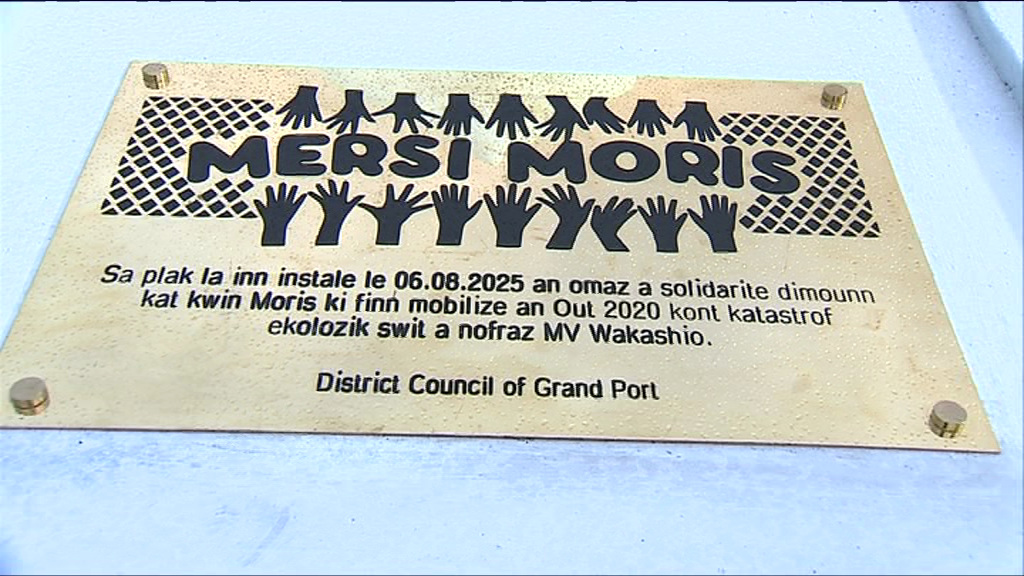 MERSI MORIS
Sa plak la inn instale le 06.08.2025 an omaz a solidarite dimounn
kat kwin Moris ki finn mobilize an Out 2020 kont katastrof
ekolozik swit a nofraz MV Wakashio.
District Council of Grand Port